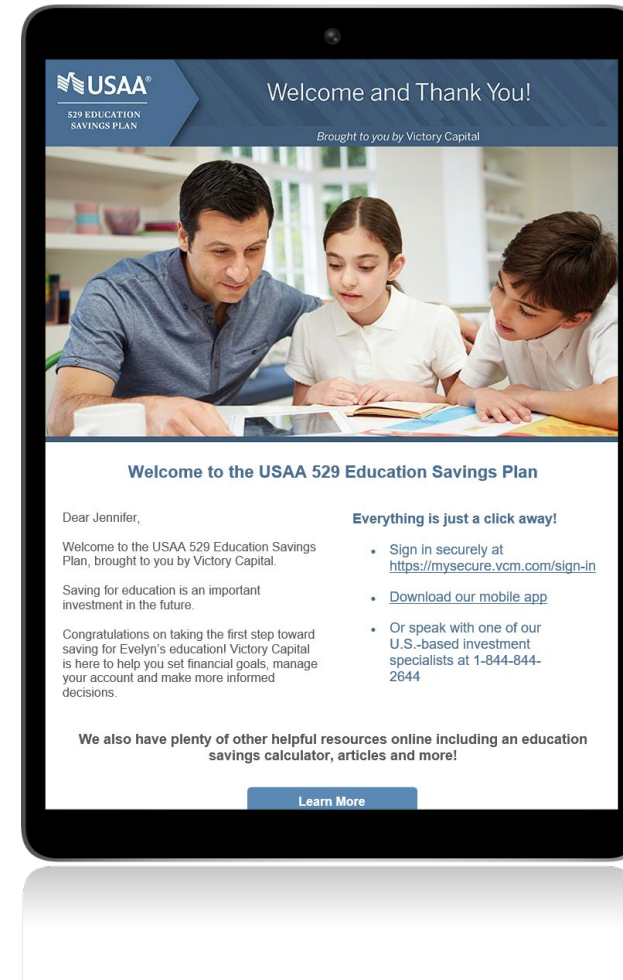 USAA®
529 EDUCATION
SAVINGS PLAN
Welcome and Thank You!
Brought to you by Victory Capital
Welcome to the USAA 529 Education Savings Plan
Dear Jennifer,
Welcome to the USAA 529 Education Savings
Plan, brought to you by Victory Capital.
Saving for education is an important
investment in the future.
Congratulations on taking the first step toward
saving for Evelyn's education! Victory Capital
is here to help you set financial goals, manage
your account and make more informed
decisions.
Everything is just a click away!
• Sign in securely at
https://mysecure.vcm.com/sign-in
• Download our mobile app
• Or speak with one of our
U.S.-based investment
specialists at 1-844-844-
2644
We also have plenty of other helpful resources online including an education
savings calculator, articles and more!
Learn More